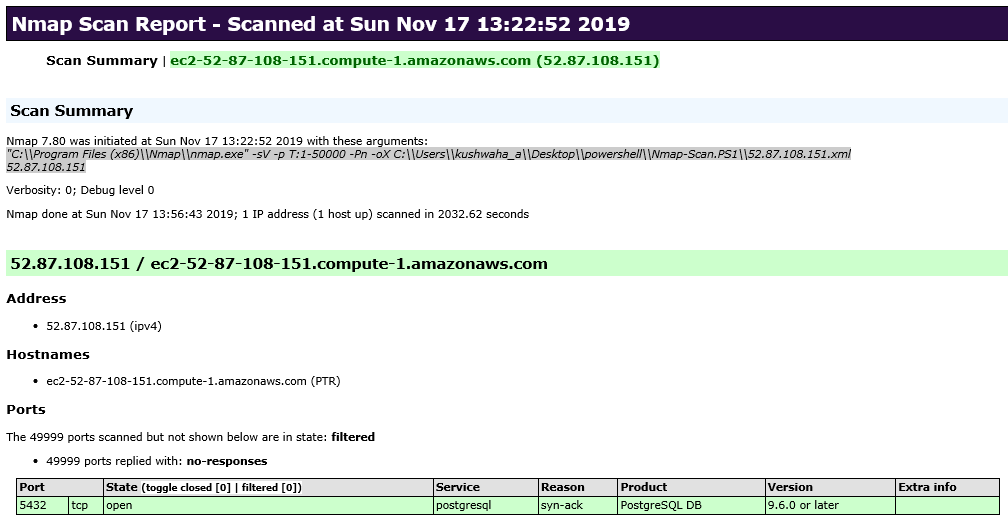 Nmap Scan Report - Scanned at Sun Nov 17 13:22:52 2019
Scan Summary | ec2-52-87-108-151.compute-1.amazonaws.com (52.87.108.151)
Scan Summary
Nmap 7.80 was initiated at Sun Nov 17 13:22:52 2019 with these arguments:
"C:\\Program Files (x86)\\Nmap\\nmap.exe" -sV -p T:1-50000 -Pn -oX C:\\Users\\kushwaha_a\\Desktop\\powershell\\Nmap-Scan.PS1\\52.87.108.151.xml
52.87.108.151
Verbosity: 0; Debug level 0
Nmap done at Sun Nov 17 13:56:43 2019; 1 IP address (1 host up) scanned in 2032.62 seconds
52.87.108.151 / ec2-52-87-108-151.compute-1.amazonaws.com
Address
• 52.87.108.151 (ipv4)
Hostnames
• ec2-52-87-108-151.compute-1.amazonaws.com (PTR)
Ports
The 49999 ports scanned but not shown below are in state: filtered
• 49999 ports replied with: no-responses
Port State (toggle closed [0] | filtered [0]) Service Reason Product Version Extra info
5432 tcp open postgresql syn-ack PostgreSQL DB 9.6.0 or later